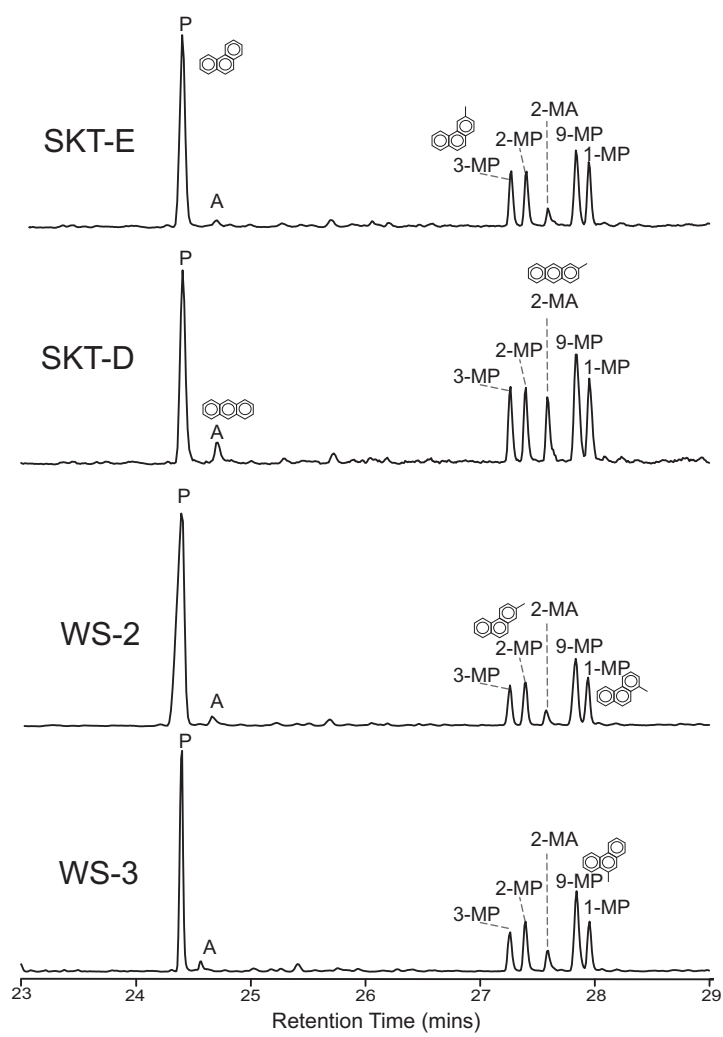 P
SKT-E
A
2-MA
2-MP
9-MP
3-MP
1-MP
P
SKT-D
A
2-MA
2-MP
9-MP
3-MP
1-MP
P
WS-2
A
2-MA
2-MP
9-MP
3-MP
1-MP
P
WS-3
A
2-MA
2-MP
9-MP
3-MP
1-MP
23 24 25 26 27 28 29
Retention Time (mins)